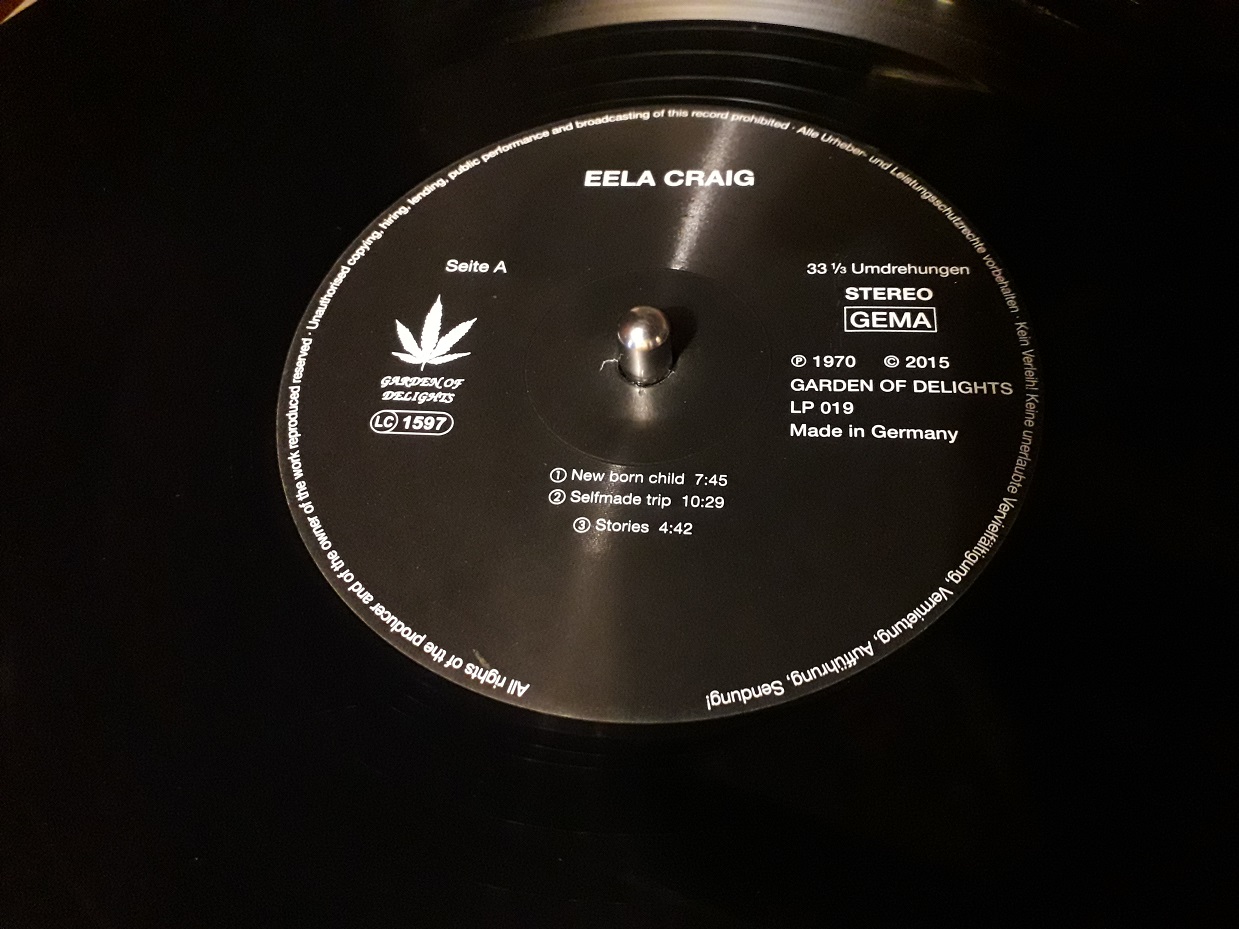 EELA CRAIG
Seite A
GARDEN OF
DELIGHTS
LC 1597
33 ⅓ Umdrehungen
STEREO
GEMA
℗ 1970 © 2015
GARDEN OF DELIGHTS
LP 019
Made in Germany
① New born child 7:45
② Selfmade trip 10:29
③ Stories 4:42
All rights of the producer and of the owner of the work reproduced reserved · Unauthorised copying, hiring, lending, public performance and broadcasting of this record prohibited · Alle Urheber- und Leistungsschutzrechte vorbehalten · Kein Verleih! Keine unerlaubte Vervielfältigung, Vermietung, Aufführung, Sendung!